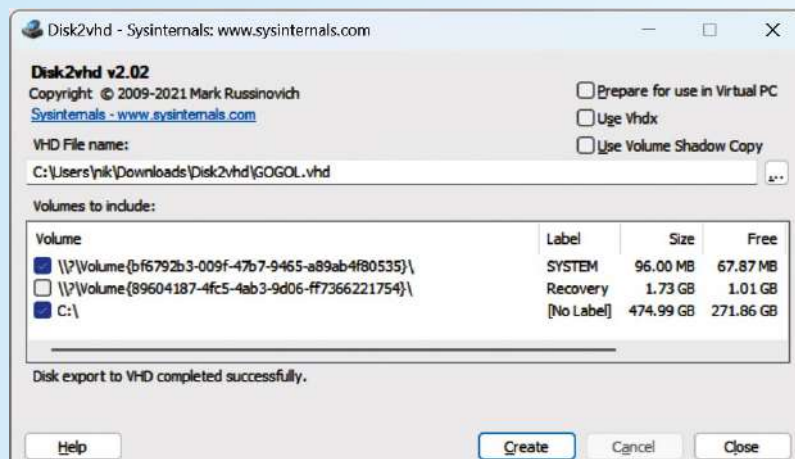 Disk2vhd - Sysinternals: www.sysinternals.com
Disk2vhd v2.02
Copyright © 2009-2021 Mark Russinovich
Sysinternals - www.sysinternals.com
Prepare for use in Virtual PC
Use Vhdx
Use Volume Shadow Copy
VHD File name:
C:\Users\nik\Downloads\Disk2vhd\GOGOL.vhd
...
Volumes to include:
Volume Label Size Free
\\?\Volume{bf6792b3-009f-47b7-9465-a89ab4f80535}\ SYSTEM 96.00 MB 67.87 MB
\\?\Volume{89604187-4fc5-4ab3-9d06-ff7366221754}\ Recovery 1.73 GB 1.01 GB
C:\ [No Label] 474.99 GB 271.86 GB
Disk export to VHD completed successfully.
Help Create Cancel Close